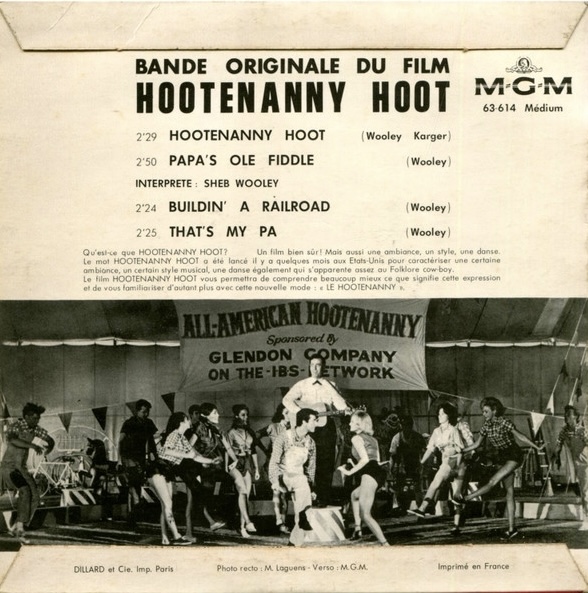 BANDE ORIGINALE DU FILM
HOOTENANNY HOOT
M-G-M
63-614 Médium
2'29 HOOTENANNY HOOT (Wooley Karger)
2'50 PAPA'S OLE FIDDLE (Wooley)
INTERPRETE : SHEB WOOLEY
2'24 BUILDIN' A RAILROAD (Wooley)
2'25 THAT'S MY PA (Wooley)
Qu'est-ce que HOOTENANNY HOOT? Un film bien sûr! Mais aussi une ambiance, un style, une danse.
Le mot HOOTENANNY HOOT a été lancé il y a quelques mois aux Etats-Unis pour caractériser une certaine
ambiance, un certain style musical, une danse également qui s'apparente assez au Folklore cow-boy.
Le film HOOTENANNY HOOT vous permettra de comprendre beaucoup mieux ce que signifie cette expression
et de vous familiariser d'autant plus avec cette nouvelle mode : « LE HOOTENANNY ».
ALL-AMERICAN HOOTENANNY
Sponsored By
GLENDON COMPANY
ON THE -IBS- NETWORK
DILLARD et Cie. Imp. Paris
Photo recto : M. Laguens - Verso : M.G.M.
Imprimé en France